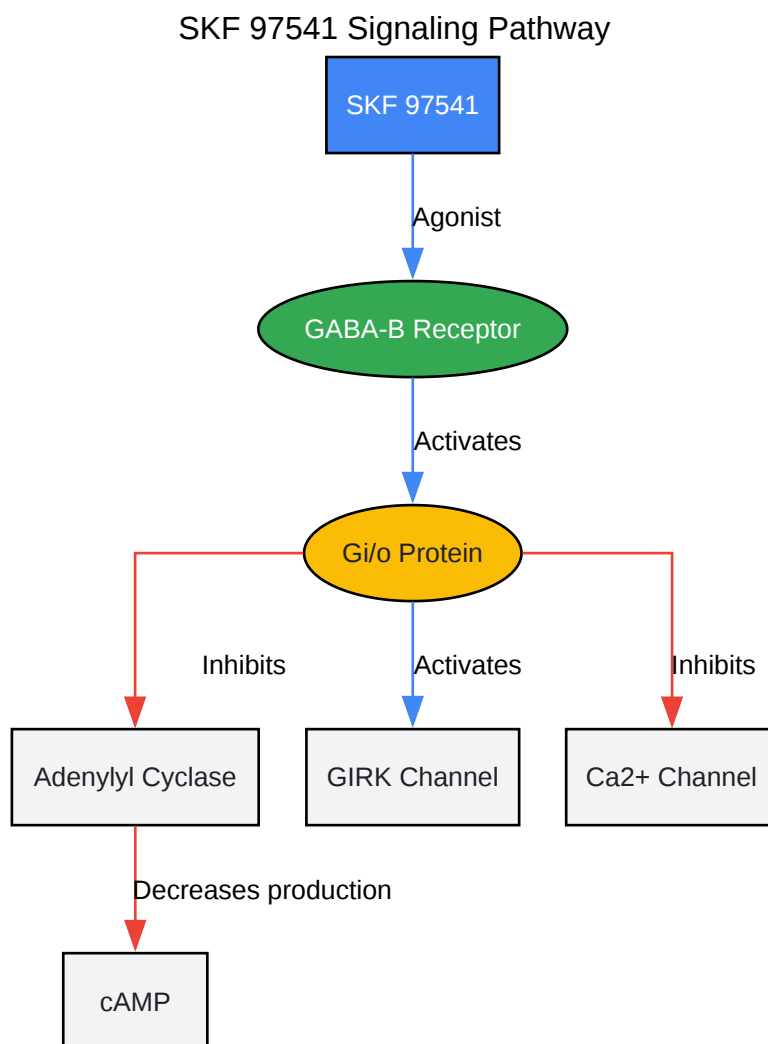 SKF 97541 Signaling Pathway
SKF 97541
Agonist
GABA-B Receptor
Activates
Gi/o Protein
Inhibits
Activates
Inhibits
Adenylyl Cyclase
GIRK Channel
Ca2+ Channel
Decreases production
cAMP